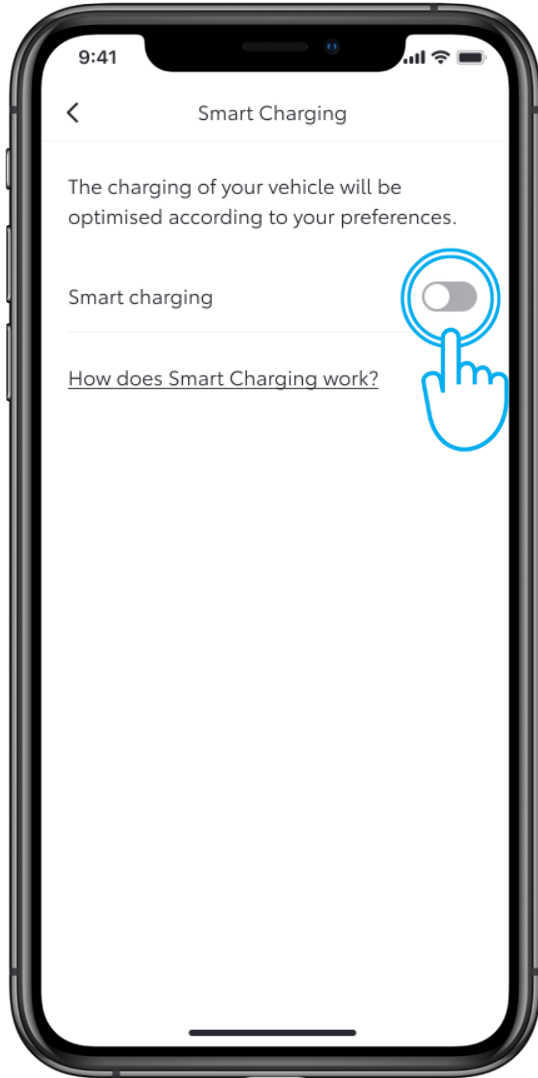 9:41
Smart Charging
The charging of your vehicle will be
optimised according to your preferences.
Smart charging
How does Smart Charging work?